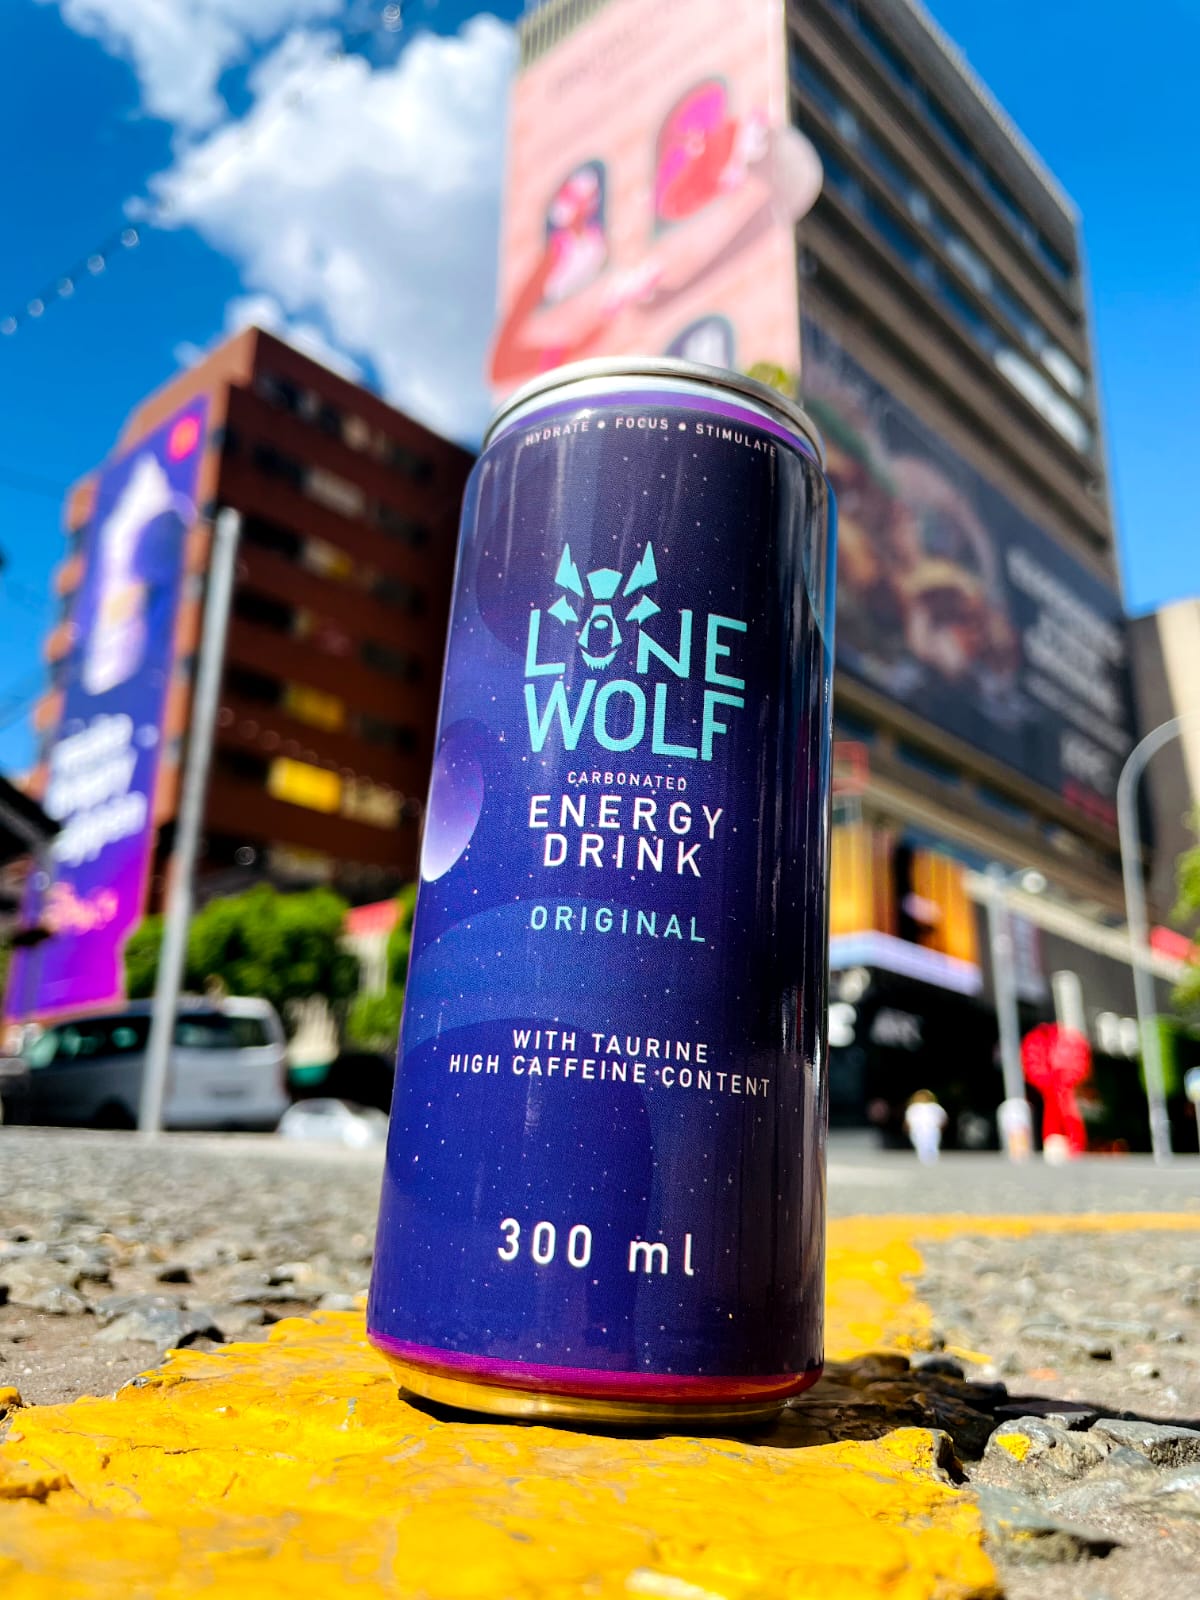 HYDRATE • FOCUS • STIMULATE
LONE
WOLF
CARBONATED
ENERGY
DRINK
ORIGINAL
WITH TAURINE
HIGH CAFFEINE CONTENT
300 ml